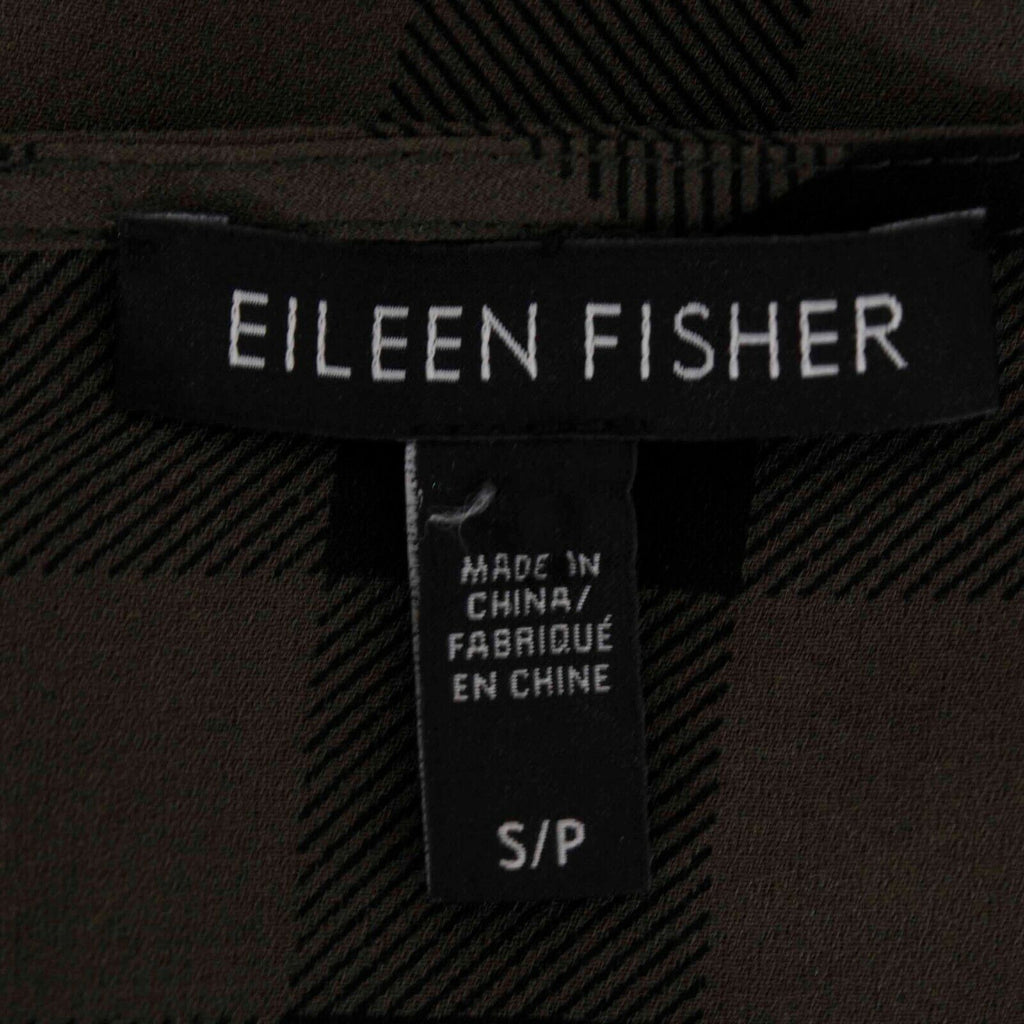 EILEEN FISHER
MADE IN
CHINA/
FABRIQUÉ
EN CHINE
S/P